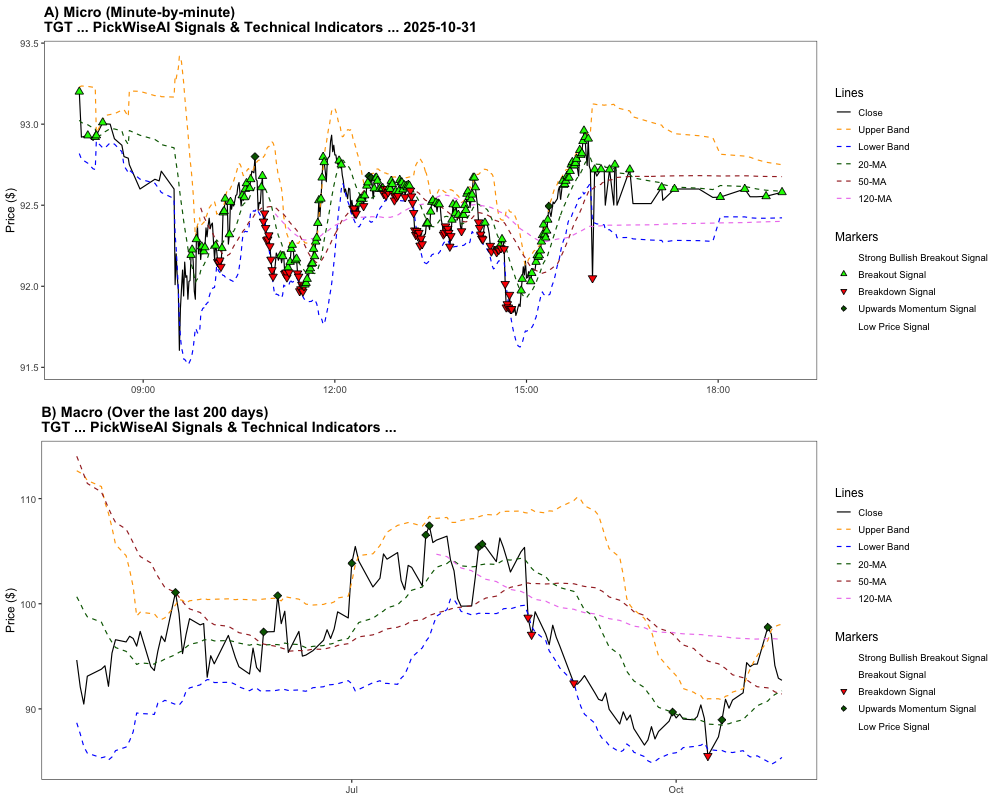 A) Micro (Minute-by-minute)
TGT ... PickWiseAI Signals & Technical Indicators ... 2025-10-31
93.5
93.0
92.5
92.0
91.5
Price ($)
09:00
12:00
15:00
18:00
Lines
Close
Upper Band
Lower Band
20-MA
50-MA
120-MA
Markers
Strong Bullish Breakout Signal
Breakout Signal
Breakdown Signal
Upwards Momentum Signal
Low Price Signal
B) Macro (Over the last 200 days)
TGT ... PickWiseAI Signals & Technical Indicators ...
110
100
90
Price ($)
Jul
Oct
Lines
Close
Upper Band
Lower Band
20-MA
50-MA
120-MA
Markers
Strong Bullish Breakout Signal
Breakout Signal
Breakdown Signal
Upwards Momentum Signal
Low Price Signal